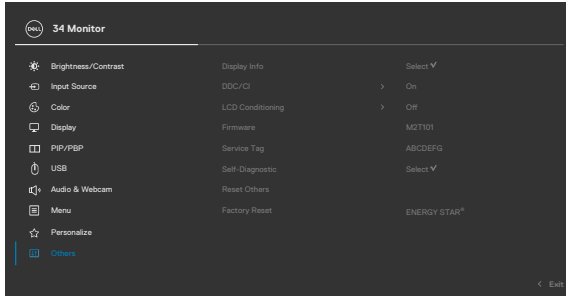 DELL 34 Monitor
Brightness/Contrast Display Info Select
Input Source DDC/CI > On
Color LCD Conditioning > Off
Display Firmware M2T101
PIP/PBP Service Tag ABCDEFG
USB Self-Diagnostic Select
Audio & Webcam Reset Others
Menu Factory Reset ENERGY STAR®
Personalize
Others
< Exit